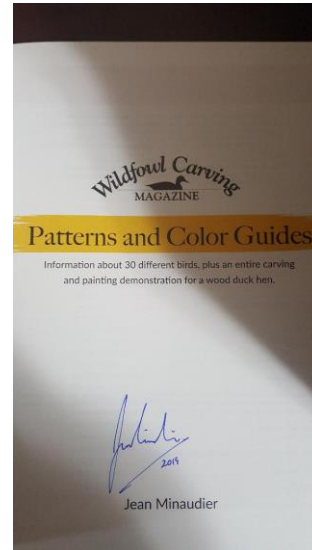 Wildfowl Carving
MAGAZINE
Patterns and Color Guides
Information about 30 different birds, plus an entire carving
and painting demonstration for a wood duck hen.
2015
Jean Minaudier